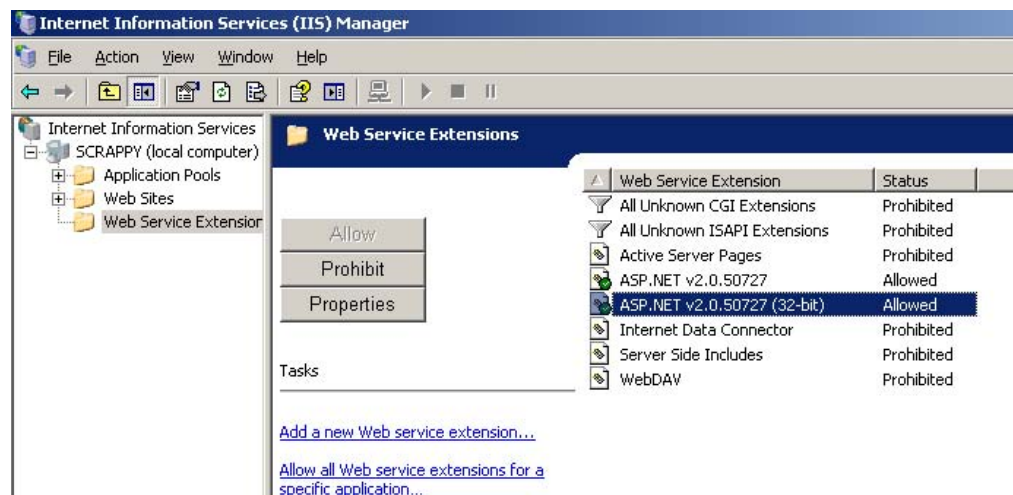 Internet Information Services (IIS) Manager
File Action View Window Help
Internet Information Services
SCRAPPY (local computer)
Application Pools
Web Sites
Web Service Extension
Web Service Extensions
Allow
Prohibit
Properties
Tasks
Add a new Web service extension...
Allow all Web service extensions for a
specific application...
Web Service Extension Status
All Unknown CGI Extensions Prohibited
All Unknown ISAPI Extensions Prohibited
Active Server Pages Prohibited
ASP.NET v2.0.50727 Allowed
ASP.NET v2.0.50727 (32-bit) Allowed
Internet Data Connector Prohibited
Server Side Includes Prohibited
WebDAV Prohibited